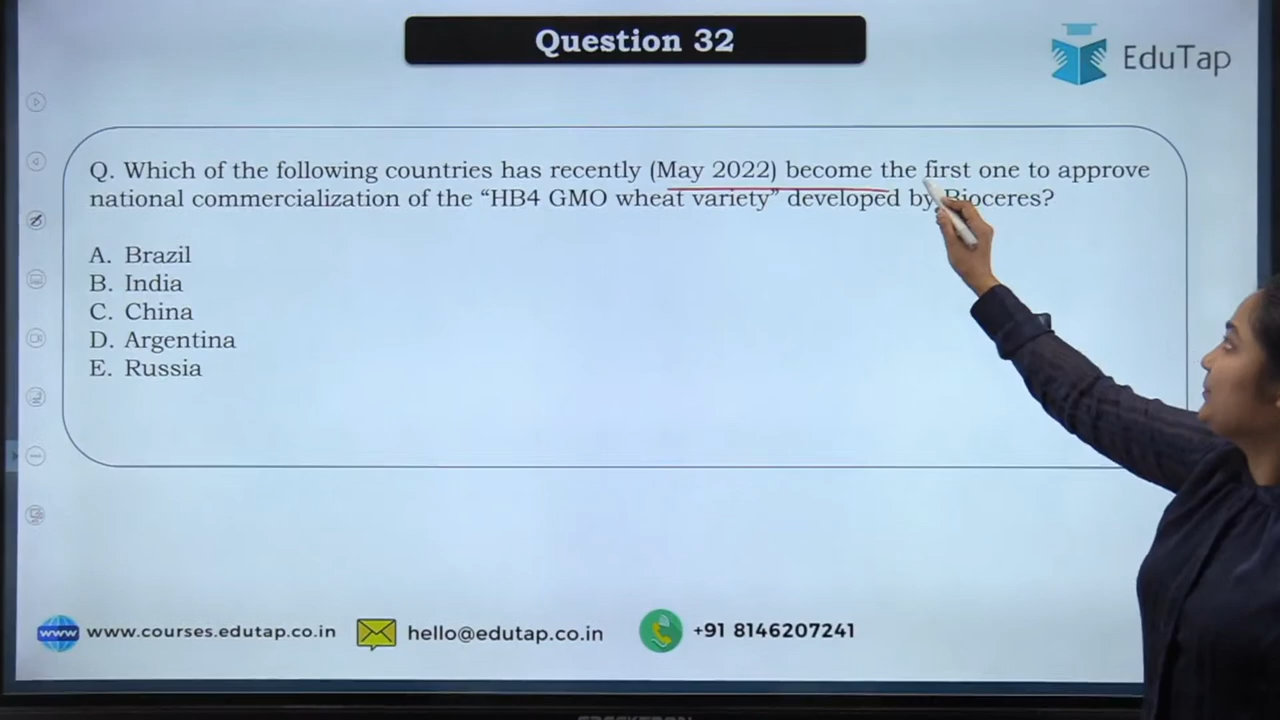 Question 32
EduTap
Q. Which of the following countries has recently (May 2022) become the first one to approve
national commercialization of the “HB4 GMO wheat variety” developed by Bioceres?
A. Brazil
B. India
C. China
D. Argentina
E. Russia
www
www.courses.edutap.co.in
hello@edutap.co.in
+91 8146207241